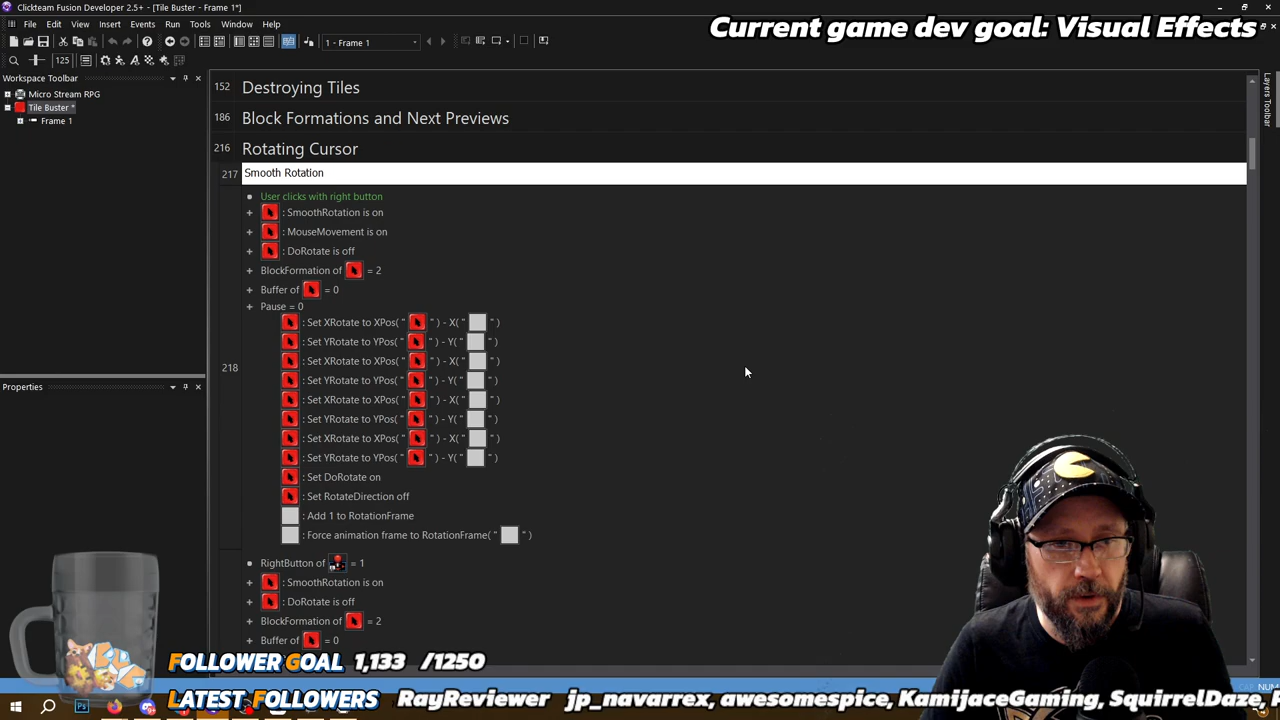 Clickteam Fusion Developer 2.5+ - [Tile Buster - Frame 1*]
Current game dev goal: Visual Effects
File Edit View Insert Events Run Tools Window Help
1 - Frame 1
125
Workspace Toolbar
Micro Stream RPG
Tile Buster *
Frame 1
Properties
Layers Toolbar
152 Destroying Tiles
186 Block Formations and Next Previews
216 Rotating Cursor
217 Smooth Rotation
User clicks with right button
: SmoothRotation is on
: MouseMovement is on
: DoRotate is off
BlockFormation of = 2
Buffer of = 0
Pause = 0
: Set XRotate to XPos( " " ) - X( " " )
: Set YRotate to YPos( " " ) - Y( " " )
: Set XRotate to XPos( " " ) - X( " " )
218
: Set YRotate to YPos( " " ) - Y( " " )
: Set XRotate to XPos( " " ) - X( " " )
: Set YRotate to YPos( " " ) - Y( " " )
: Set XRotate to XPos( " " ) - X( " " )
: Set YRotate to YPos( " " ) - Y( " " )
: Set DoRotate on
: Set RotateDirection off
: Add 1 to RotationFrame
: Force animation frame to RotationFrame( " " )
RightButton of = 1
: SmoothRotation is on
: DoRotate is off
BlockFormation of = 2
Buffer of = 0
Follower Goal 1,133 /1250
Latest Followers RayReviewer jp_navarrex, awesomespice, KamijaceGaming, SquirrelDaze,
NUM